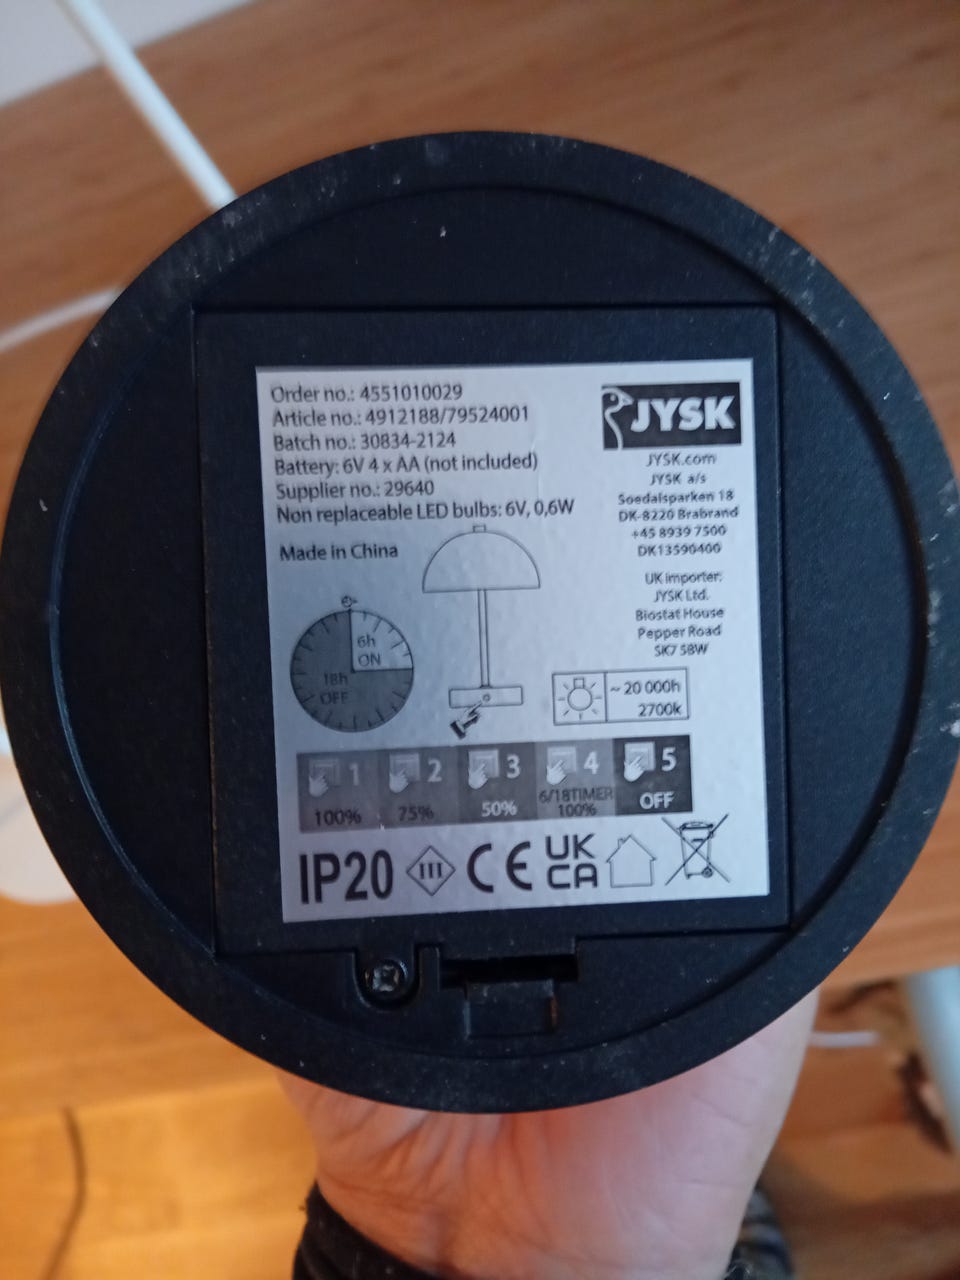 Order no.: 4551010029
Article no.: 4912188/79524001
Batch no.: 30834-2124
Battery: 6V 4 x AA (not included)
Supplier no.: 29640
Non replaceable LED bulbs: 6V, 0,6W
Made in China
JYSK
JYSK.com
JYSK a/s
Soedalsparken 18
DK-8220 Brabrand
+45 8939 7500
DK13590400
UK importer:
JYSK Ltd.
Biostat House
Pepper Road
SK7 5BW
6h
ON
18h
OFF
~ 20 000h
2700k
1
100%
2
75%
3
50%
4
6/18TIMER
100%
5
OFF
IP20
III
CE
UK
CA